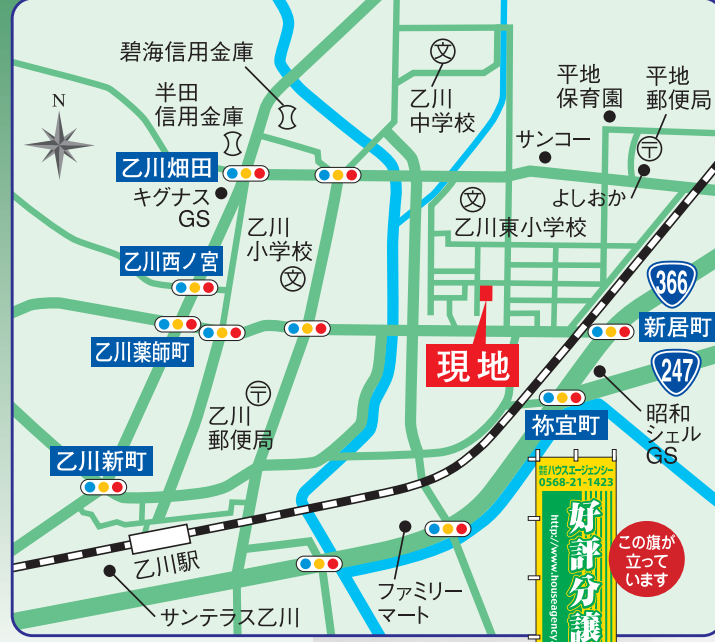 碧海信用金庫
半田
信用金庫
N
文
乙川
中学校
平地
保育園
平地
郵便局
サンコー
〒
よしおか
乙川畑田
キグナス
GS
文
乙川東小学校
乙川
小学校
文
乙川西ノ宮
366
新居町
乙川薬師町
現地
247
昭和
シェル
GS
〒
乙川
郵便局
祢宜町
乙川新町
乙川駅
サンテラス乙川
ファミリー
マート
ハウスエージェンシー
0568-21-1423
好評分譲
http://www.houseagency
この旗が
立って
います